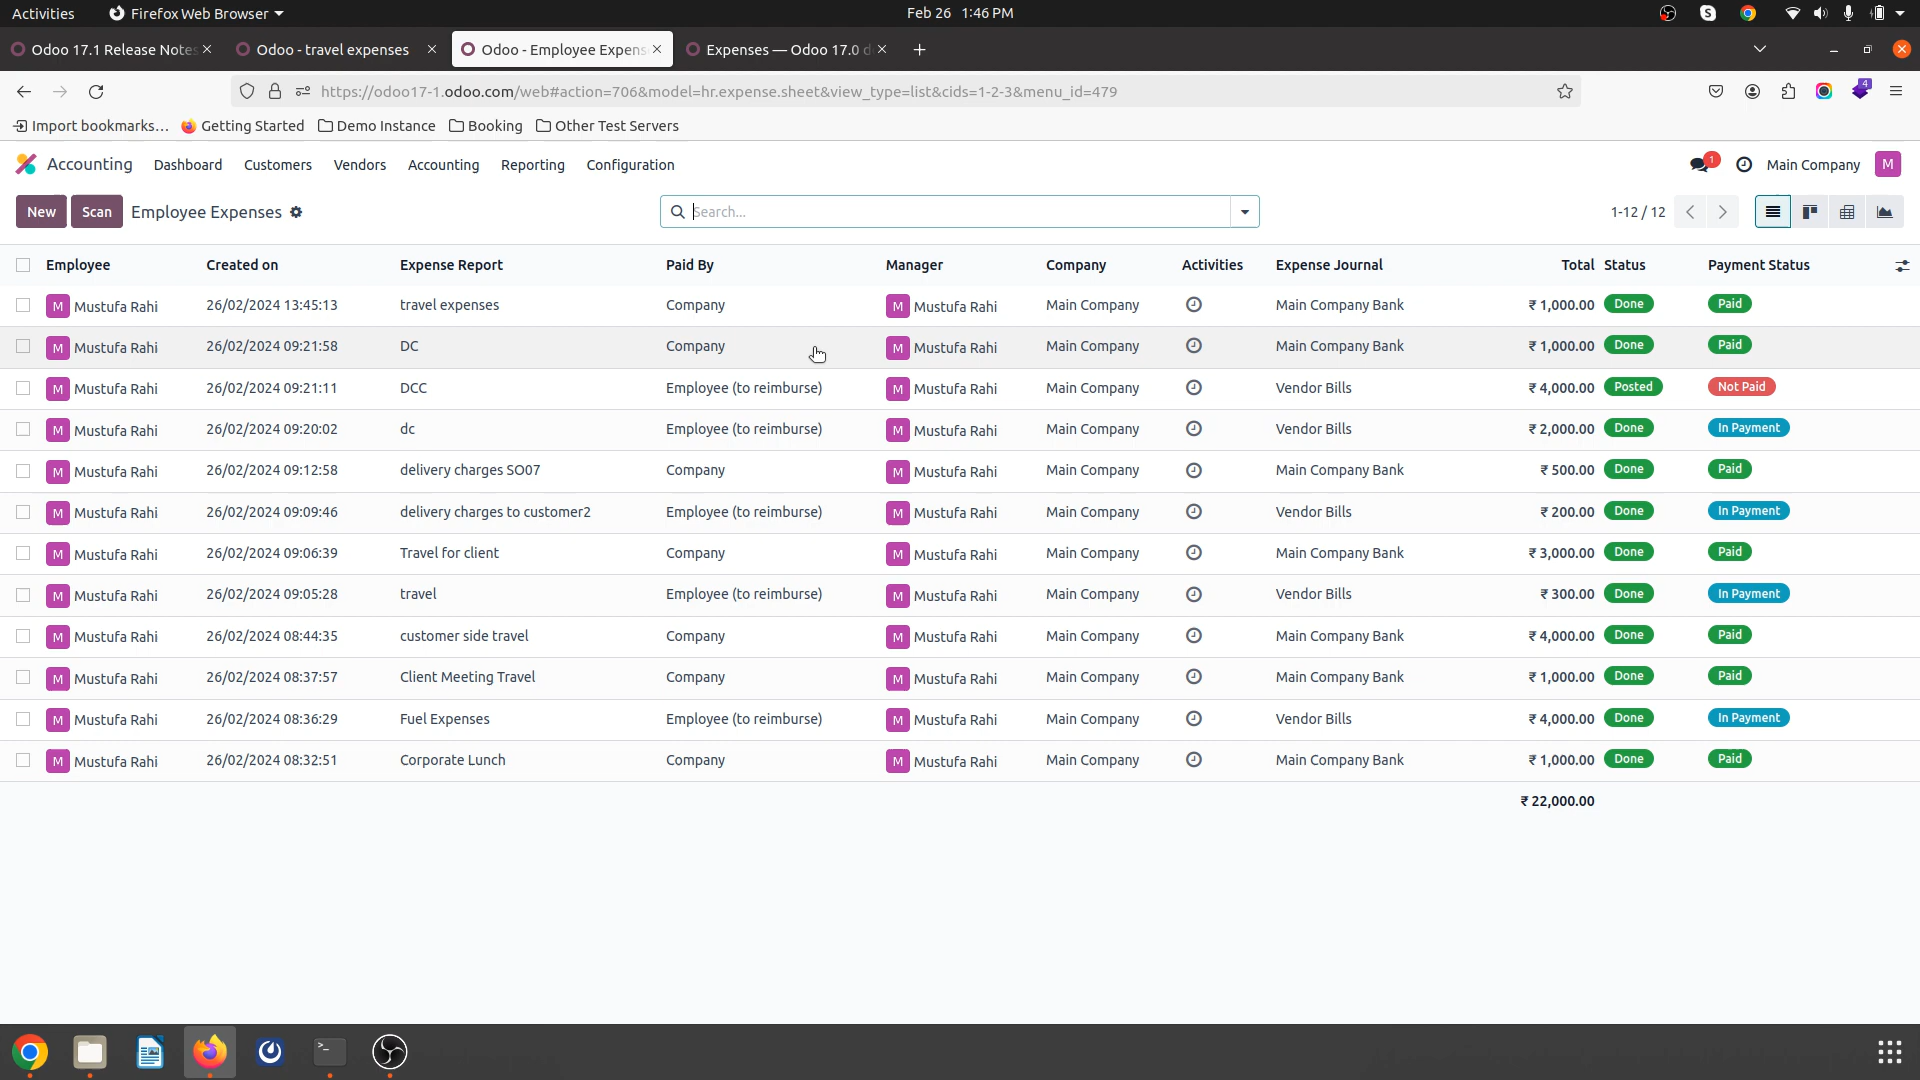 Activities Firefox Web Browser Feb 26 1:46 PM
Odoo 17.1 Release Notes Odoo - travel expenses Odoo - Employee Expens Expenses — Odoo 17.0 d
https://odoo17-1.odoo.com/web#action=706&model=hr.expense.sheet&view_type=list&cids=1-2-3&menu_id=479 4
Import bookmarks... Getting Started Demo Instance Booking Other Test Servers
Accounting Dashboard Customers Vendors Accounting Reporting Configuration 1 Main Company M
New Scan Employee Expenses Search... 1-12 / 12
Employee Created on Expense Report Paid By Manager Company Activities Expense Journal Total Status Payment Status
M Mustufa Rahi 26/02/2024 13:45:13 travel expenses Company M Mustufa Rahi Main Company Main Company Bank ₹ 1,000.00 Done Paid
M Mustufa Rahi 26/02/2024 09:21:58 DC Company M Mustufa Rahi Main Company Main Company Bank ₹ 1,000.00 Done Paid
M Mustufa Rahi 26/02/2024 09:21:11 DCC Employee (to reimburse) M Mustufa Rahi Main Company Vendor Bills ₹ 4,000.00 Posted Not Paid
M Mustufa Rahi 26/02/2024 09:20:02 dc Employee (to reimburse) M Mustufa Rahi Main Company Vendor Bills ₹ 2,000.00 Done In Payment
M Mustufa Rahi 26/02/2024 09:12:58 delivery charges SO07 Company M Mustufa Rahi Main Company Main Company Bank ₹ 500.00 Done Paid
M Mustufa Rahi 26/02/2024 09:09:46 delivery charges to customer2 Employee (to reimburse) M Mustufa Rahi Main Company Vendor Bills ₹ 200.00 Done In Payment
M Mustufa Rahi 26/02/2024 09:06:39 Travel for client Company M Mustufa Rahi Main Company Main Company Bank ₹ 3,000.00 Done Paid
M Mustufa Rahi 26/02/2024 09:05:28 travel Employee (to reimburse) M Mustufa Rahi Main Company Vendor Bills ₹ 300.00 Done In Payment
M Mustufa Rahi 26/02/2024 08:44:35 customer side travel Company M Mustufa Rahi Main Company Main Company Bank ₹ 4,000.00 Done Paid
M Mustufa Rahi 26/02/2024 08:37:57 Client Meeting Travel Company M Mustufa Rahi Main Company Main Company Bank ₹ 1,000.00 Done Paid
M Mustufa Rahi 26/02/2024 08:36:29 Fuel Expenses Employee (to reimburse) M Mustufa Rahi Main Company Vendor Bills ₹ 4,000.00 Done In Payment
M Mustufa Rahi 26/02/2024 08:32:51 Corporate Lunch Company M Mustufa Rahi Main Company Main Company Bank ₹ 1,000.00 Done Paid
₹ 22,000.00